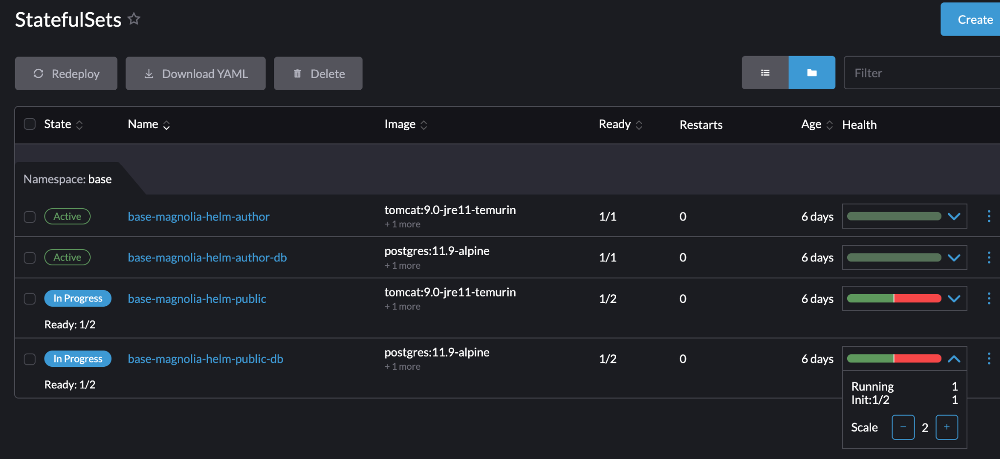 StatefulSets
Create
Redeploy Download YAML Delete Filter
State Name Image Ready Restarts Age Health
Namespace: base
Active base-magnolia-helm-author tomcat:9.0-jre11-temurin 1/1 0 6 days
+ 1 more
Active base-magnolia-helm-author-db postgres:11.9-alpine 1/1 0 6 days
+ 1 more
In Progress base-magnolia-helm-public tomcat:9.0-jre11-temurin 1/2 0 6 days
+ 1 more
Ready: 1/2
In Progress base-magnolia-helm-public-db postgres:11.9-alpine 1/2 0 6 days
+ 1 more
Ready: 1/2
Running 1
Init:1/2 1
Scale − 2 +